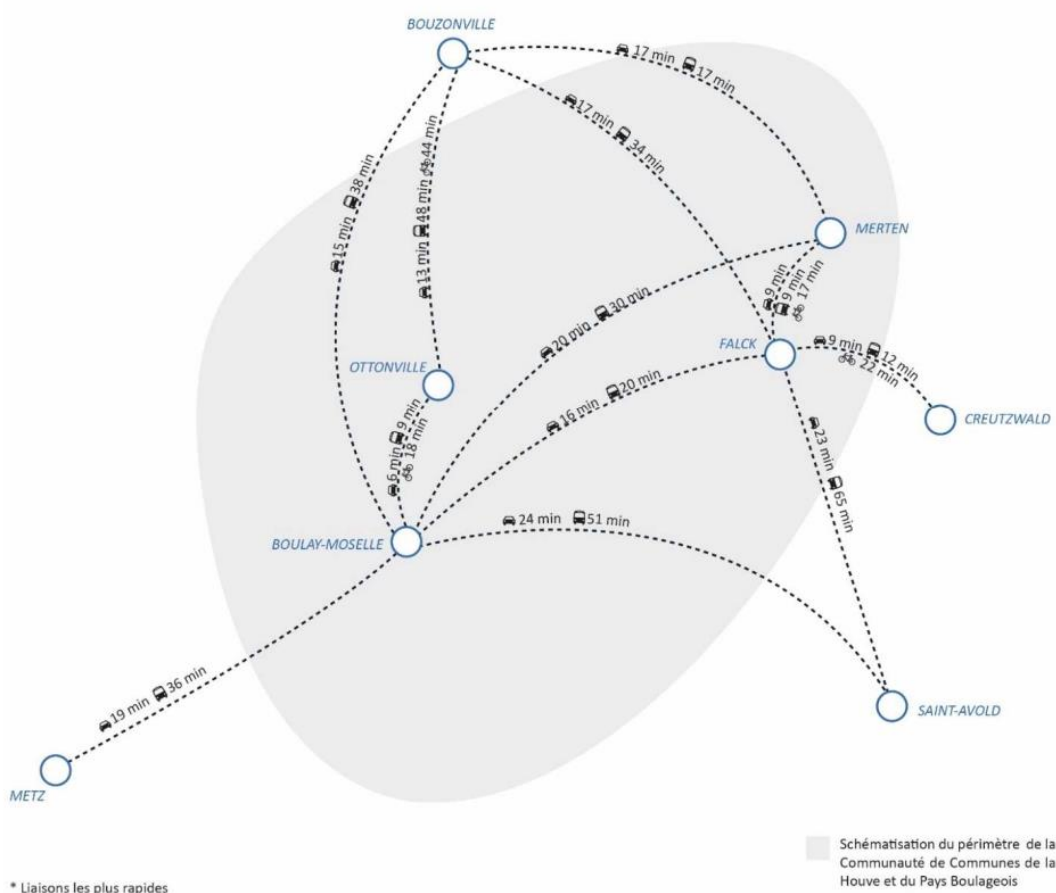 BOUZONVILLE
17 min 17 min
17 min 34 min
44 min
48 min
13 min
38 min
15 min
MERTEN
9 min
9 min
17 min
20 min 30 min
FALCK
9 min 12 min
22 min
OTTONVILLE
16 min 20 min
CREUTZWALD
9 min
6 min 18 min
23 min 65 min
24 min 51 min
BOULAY-MOSELLE
19 min 36 min
SAINT-AVOLD
METZ
Schématisation du périmètre de la
Communauté de Communes de la
Houve et du Pays Boulageois
* Liaisons les plus rapides